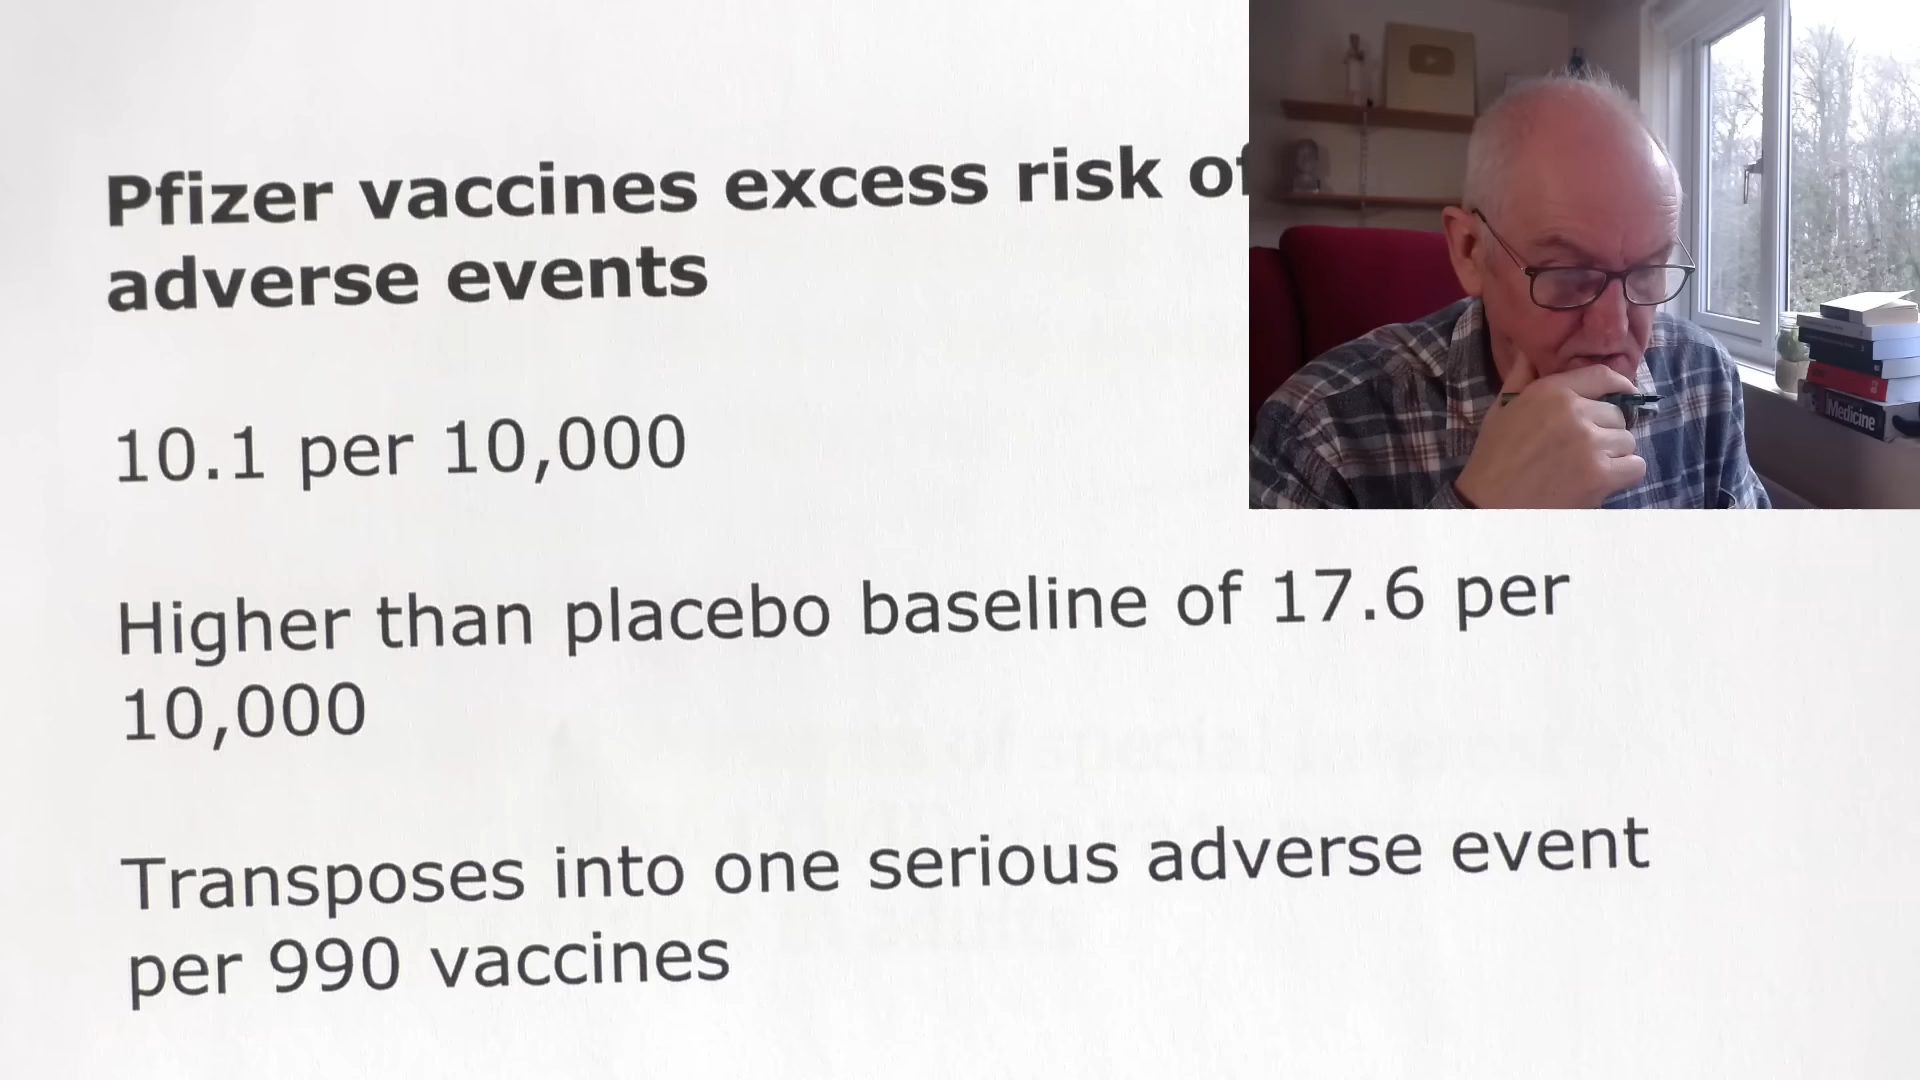 Pfizer vaccines excess risk of
adverse events
10.1 per 10,000
Higher than placebo baseline of 17.6 per
10,000
Transposes into one serious adverse event
per 990 vaccines
Medicine